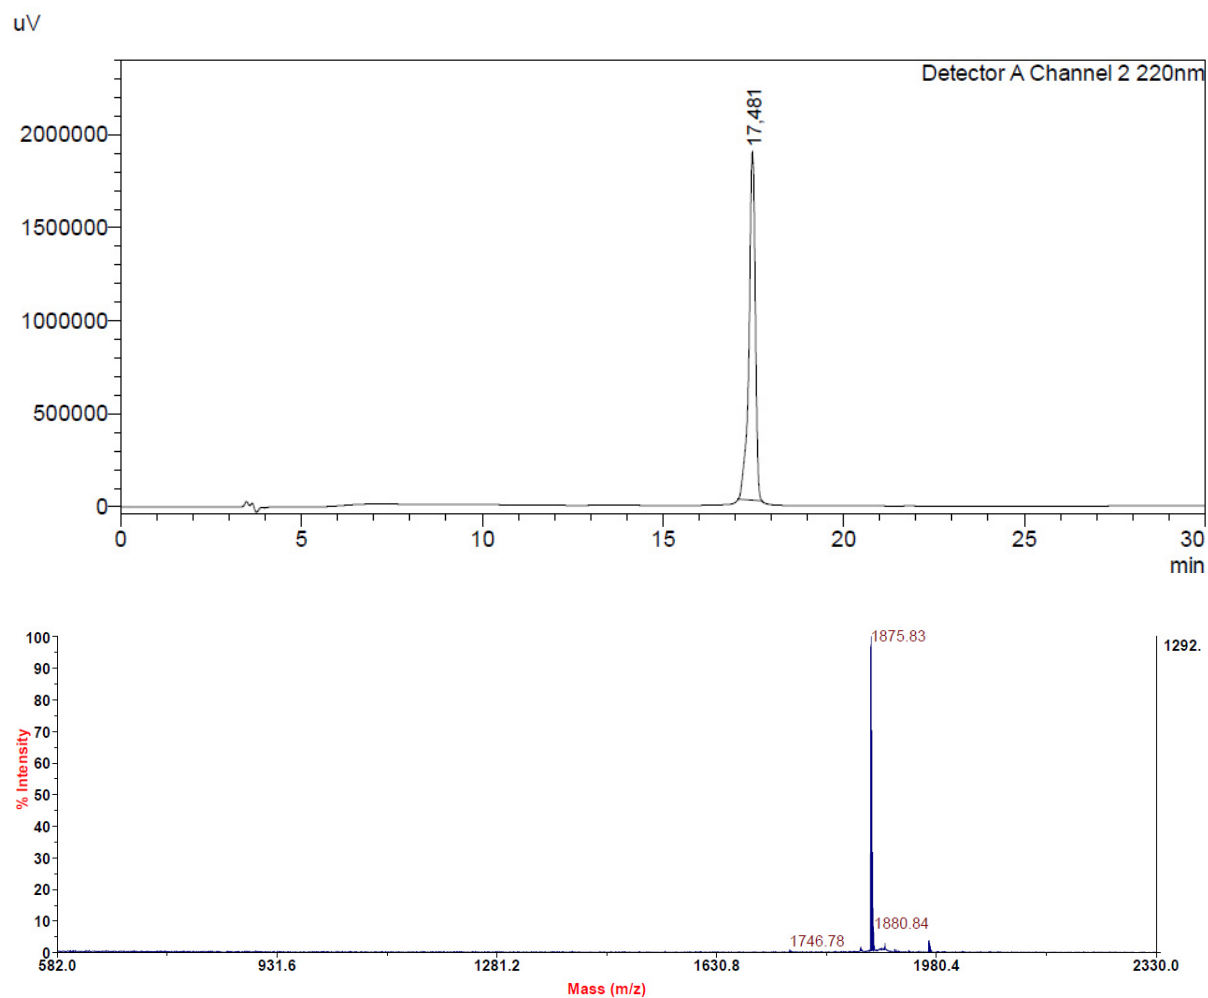 uV
Detector A Channel 2 220nm
17,481
2000000
1500000
1000000
500000
0
0 5 10 15 20 25 30
min
100 1875.83 1292.
90
80
70
60
50
40
30
20
10 1880.84
0 1746.78
% Intensity
582.0 931.6 1281.2 1630.8 1980.4 2330.0
Mass (m/z)